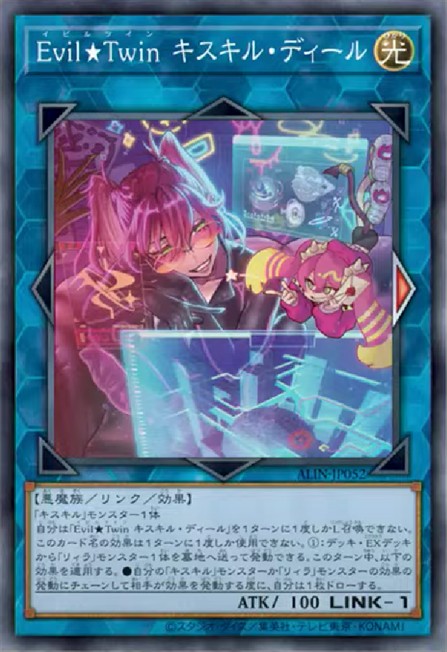 イビルツイン
Evil★Twin キスキル・ディール
光
ALIN-JP052
【悪魔族／リンク／効果】
「キスキル」モンスター1体
自分は「Evil★Twin キスキル・ディール」を1ターンに1度しかL召喚できない。
このカード名の効果は1ターンに1度しか使用できない。①：デッキ・EXデッキ
から「リィラ」モンスター1体を墓地へ送って発動できる。このターン中、以下の
効果を適用する。●自分の「キスキル」モンスターか「リィラ」モンスターの効果の
発動にチェーンして相手が効果を発動する度に、自分は1枚ドローする。
ATK/ 100 LINK-1
©スタジオ・ダイス／集英社・テレビ東京・KONAMI